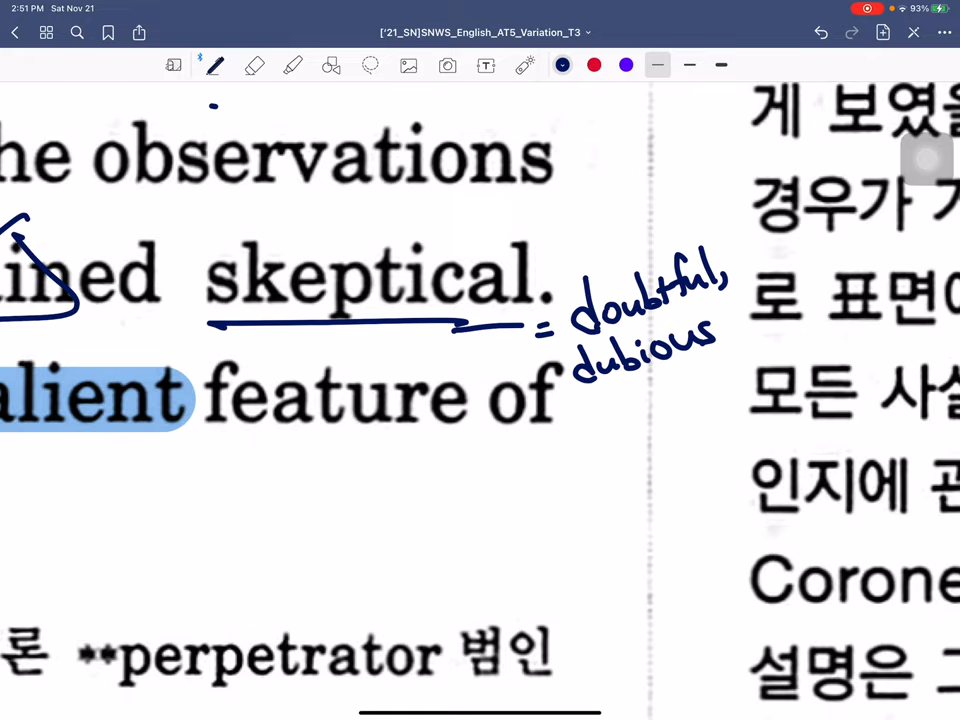 2:51 PM Sat Nov 21
93%
['21_SN]SNWS_English_AT5_Variation_T3
he observations
ined skeptical.
= doubtful,
dubious
alient feature of
론 **perpetrator 범인
게 보였을
경우가
로 표면에
모든 사실
인지에 관
Corone
설명은 그